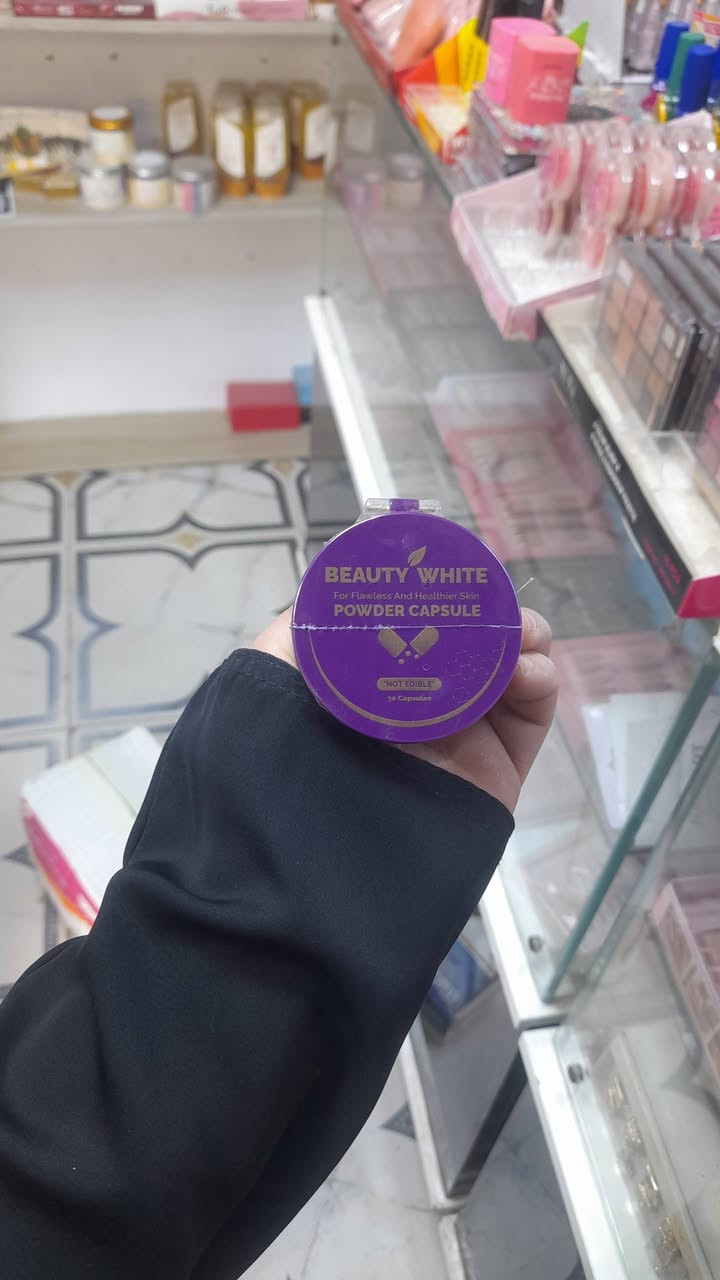 BEAUTY WHITE
For Flawless And Healthier Skin
POWDER CAPSULE
"NOT EDIBLE"
30 Capsules